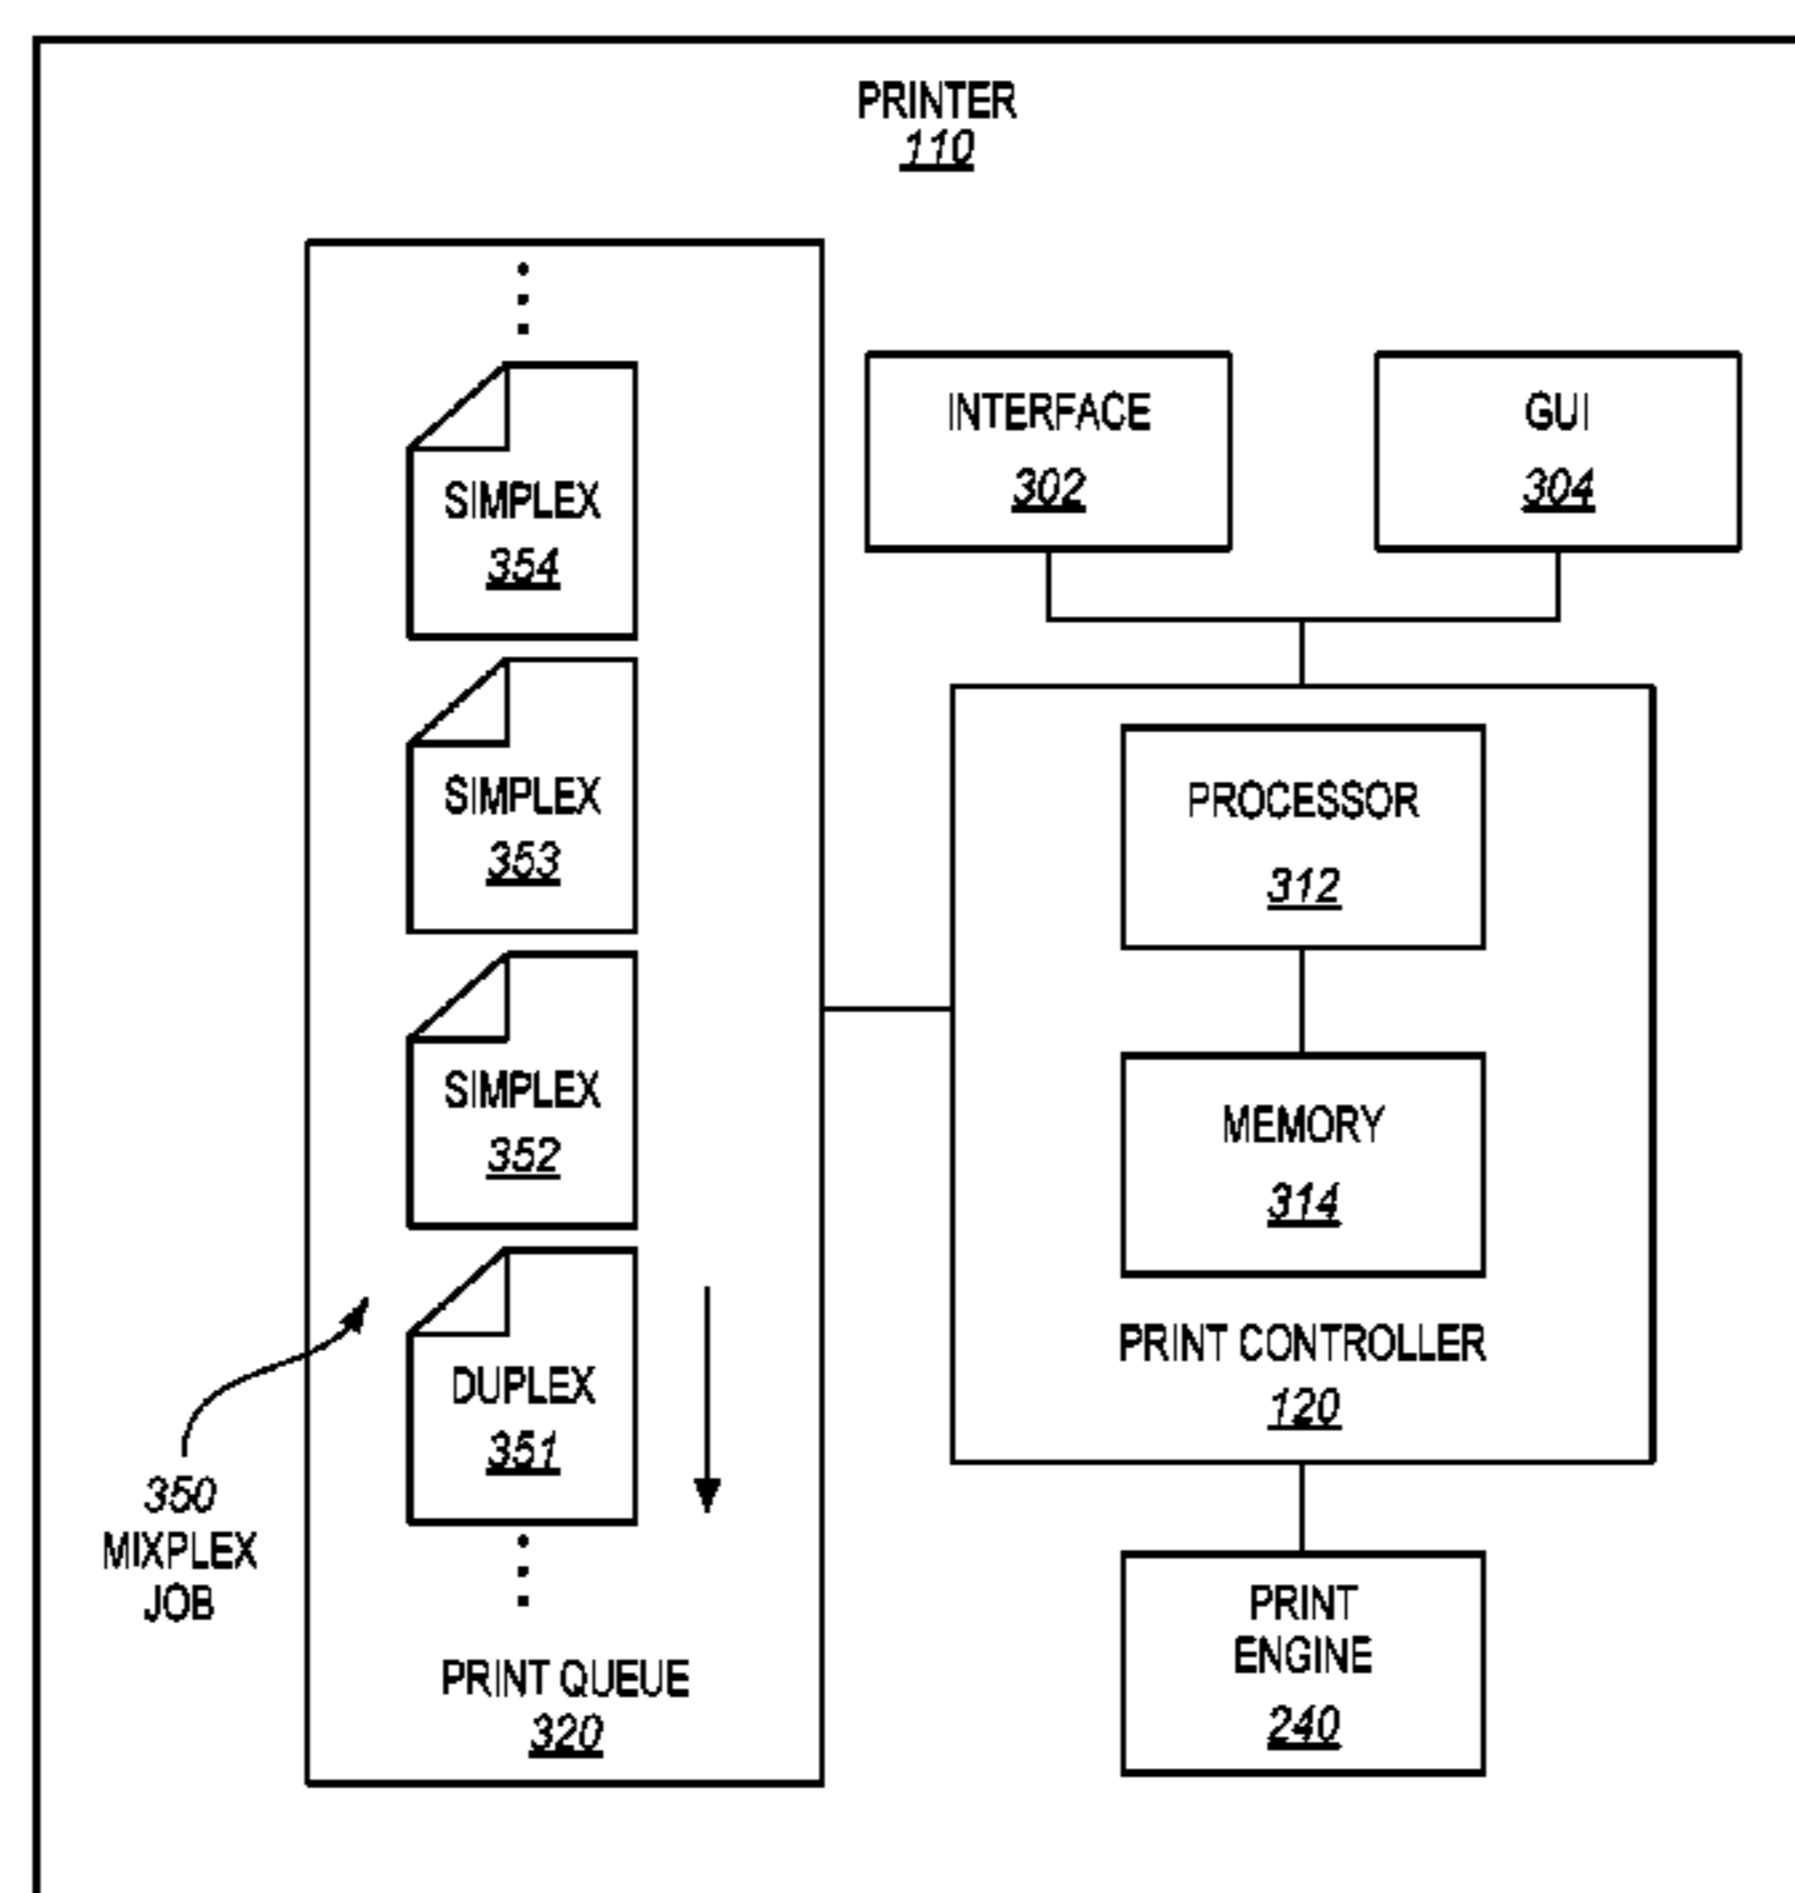 PRINTER
110
SIMPLEX
354
SIMPLEX
353
SIMPLEX
352
DUPLEX
351
350
MIXPLEX
JOB
PRINT QUEUE
320
INTERFACE
302
GUI
304
PROCESSOR
312
MEMORY
314
PRINT CONTROLLER
120
PRINT
ENGINE
240